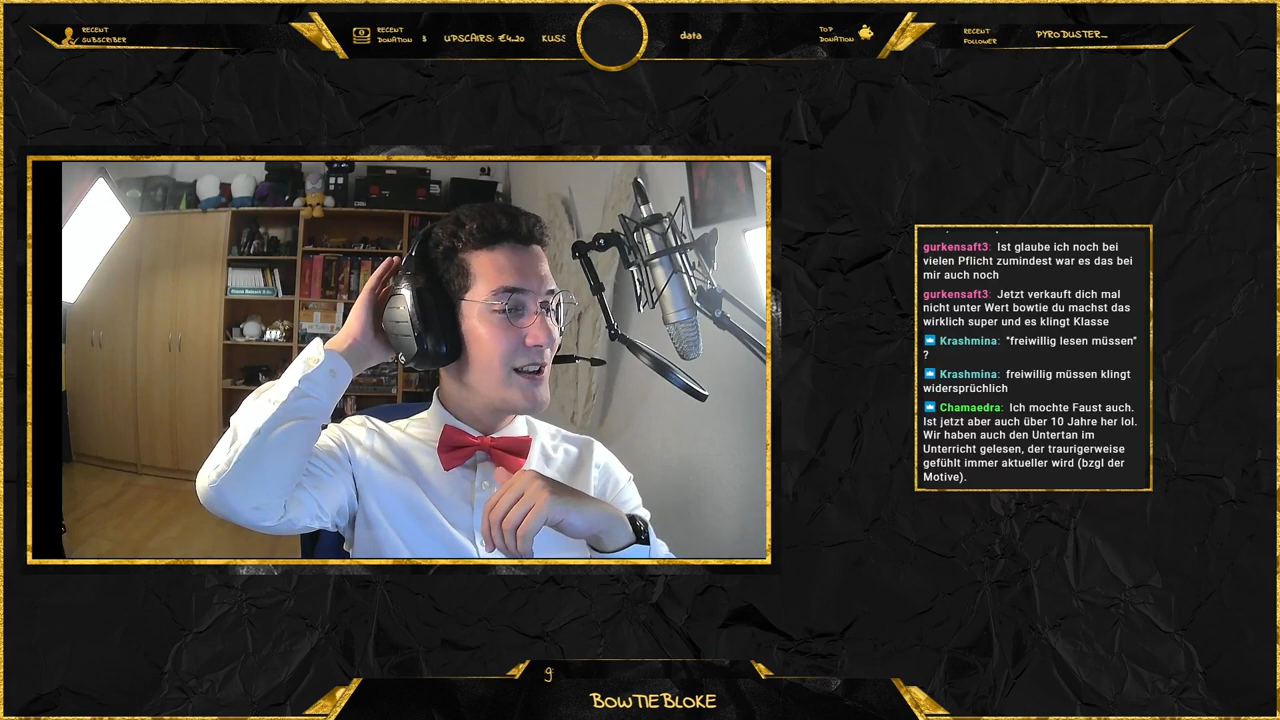 RECENT
SUBSCRIBER
RECENT
DONATION
UPSCAIRS: €4.20
KUSS
data
TOP
DONATION
RECENT
FOLLOWER
PYRODUSTER_
gurkensaft3: Ist glaube ich noch bei
vielen Pflicht zumindest war es das bei
mir auch noch
gurkensaft3: Jetzt verkauft dich mal
nicht unter Wert bowtie du machst das
wirklich super und es klingt Klasse
Krashmina: "freiwillig lesen müssen"
?
Krashmina: freiwillig müssen klingt
widersprüchlich
Chamaedra: Ich mochte Faust auch.
Ist jetzt aber auch über 10 Jahre her lol.
Wir haben auch den Untertan im
Unterricht gelesen, der traurigerweise
gefühlt immer aktueller wird (bzgl der
Motive).
BOWTIEBLOKE